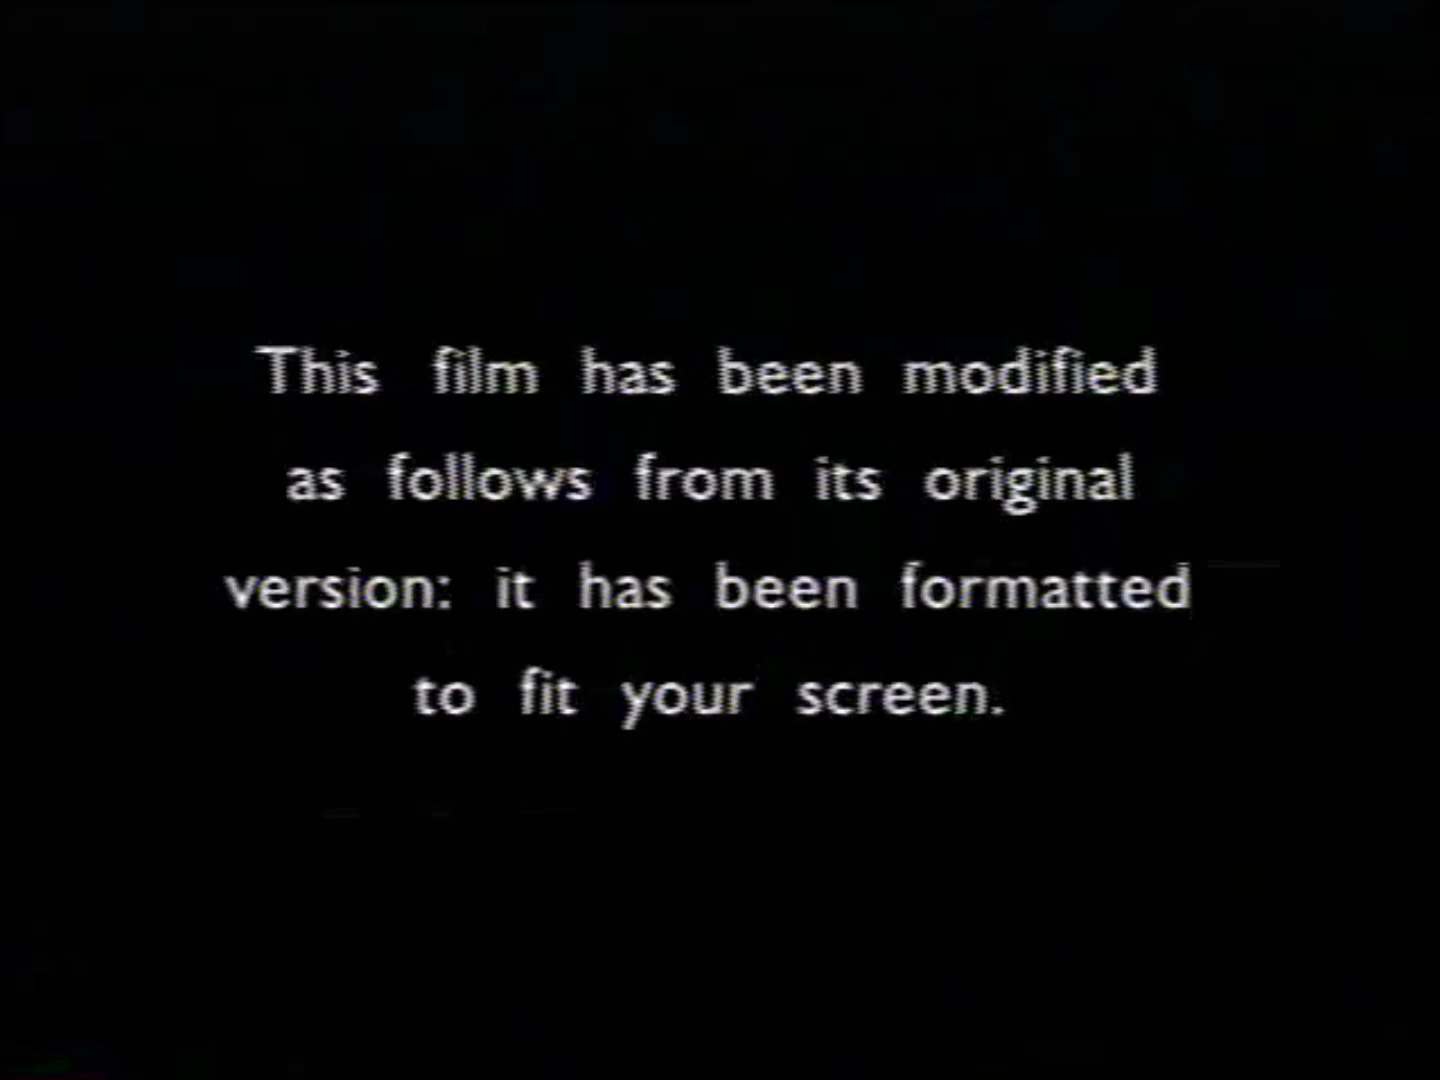 This film has been modified
as follows from its original
version: it has been formatted
to fit your screen.